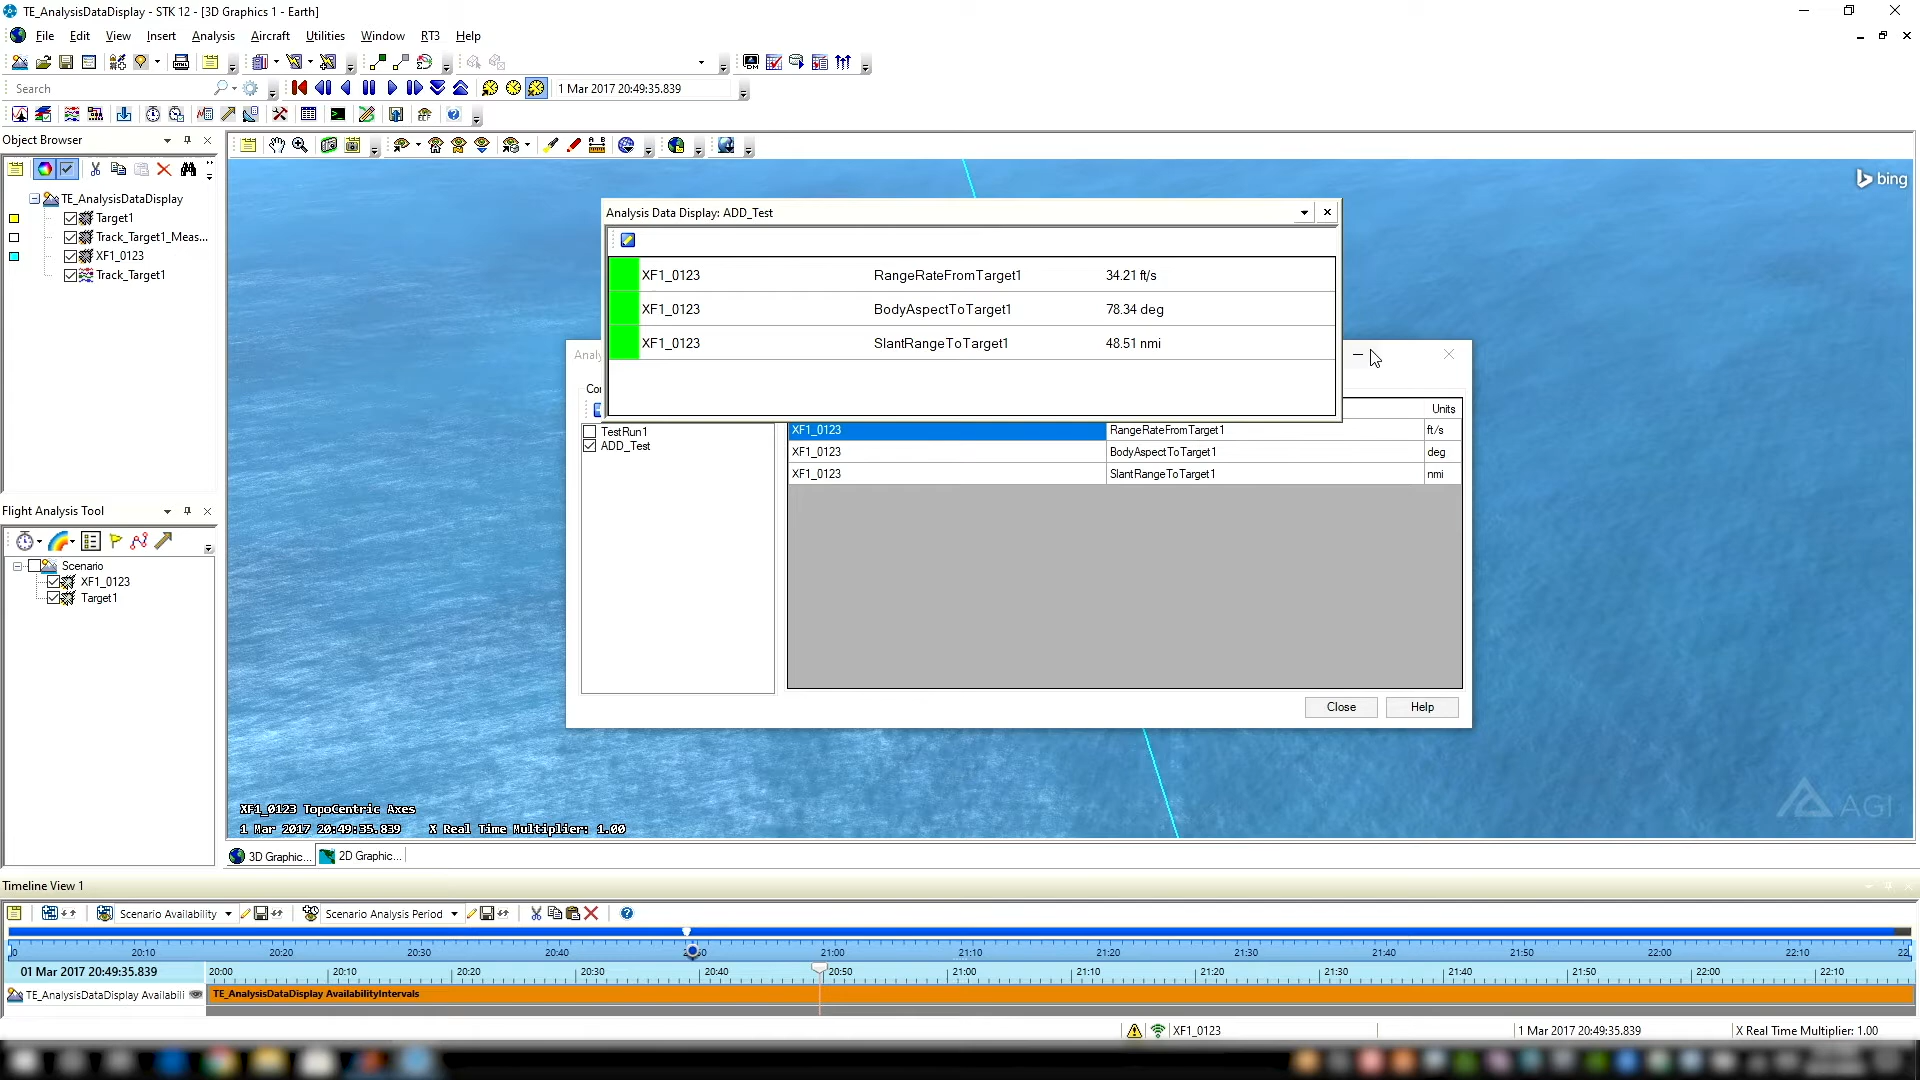 TE_AnalysisDataDisplay - STK 12 - [3D Graphics 1 - Earth]
File Edit View Insert Analysis Aircraft Utilities Window RT3 Help
Search 1 Mar 2017 20:49:35.839
Object Browser
TE_AnalysisDataDisplay
Target1
Track_Target1_Meas...
XF1_0123
Track_Target1
Flight Analysis Tool
Scenario
XF1_0123
Target1
bing
Analysis Data Display: ADD_Test
XF1_0123 RangeRateFromTarget1 34.21 ft/s
XF1_0123 BodyAspectToTarget1 78.34 deg
XF1_0123 SlantRangeToTarget1 48.51 nmi
Units
TestRun1
ADD_Test
XF1_0123 RangeRateFromTarget1 ft/s
XF1_0123 BodyAspectToTarget1 deg
XF1_0123 SlantRangeToTarget1 nmi
Close Help
AGI
XF1_0123 TopoCentric Axes
1 Mar 2017 20:49:35.839 X Real Time Multiplier: 1.00
3D Graphic... 2D Graphic...
Timeline View 1
Scenario Availability Scenario Analysis Period
20:10 20:20 20:30 20:40 20:50 21:00 21:10 21:20 21:30 21:40 21:50 22:00 22:10
01 Mar 2017 20:49:35.839 20:00 20:10 20:20 20:30 20:40 20:50 21:00 21:10 21:20 21:30 21:40 21:50 22:00 22:10
TE_AnalysisDataDisplay Availabili TE_AnalysisDataDisplay AvailabilityIntervals
XF1_0123 1 Mar 2017 20:49:35.839 X Real Time Multiplier: 1.00